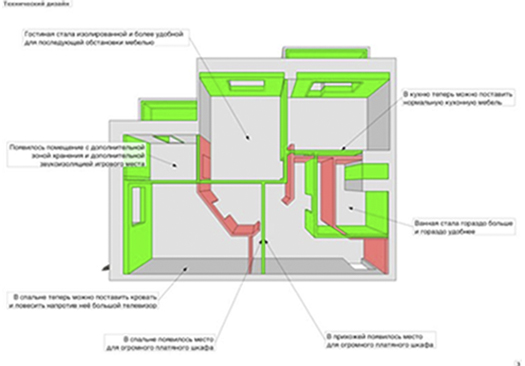 Технический дизайн
Гостиная стала изолированной и более удобной
для последующей обстановки мебелью
В кухню теперь можно поставить
нормальную кухонную мебель
Появилось помещение с дополнительной
зоной хранения и дополнительной
звукоизоляцией игрового места
Ванная стала гораздо больше
и гораздо удобнее
В спальне теперь можно поставить кровать
и повесить напротив неё большой телевизор
В спальне появилось место
для огромного платяного шкафа
В прихожей появилось место
для огромного платяного шкафа